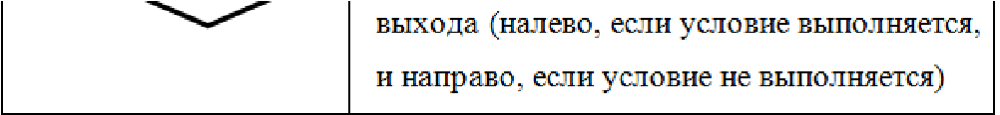 выхода (налево, если условие выполняется,
и направо, если условие не выполняется)